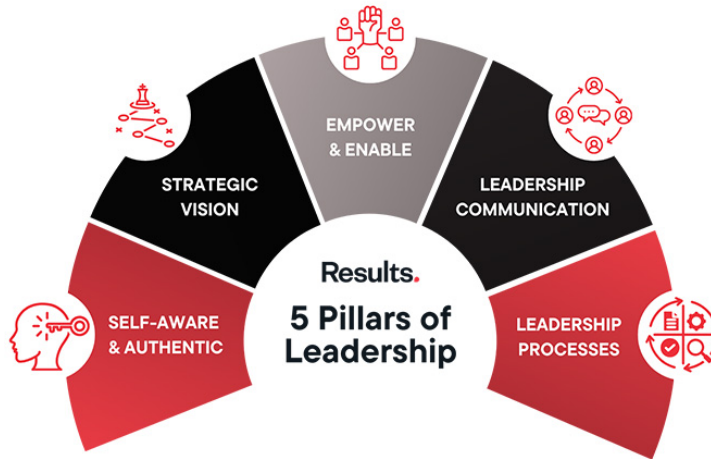 EMPOWER
& ENABLE
STRATEGIC
VISION
LEADERSHIP
COMMUNICATION
SELF-AWARE
& AUTHENTIC
Results.
5 Pillars of
Leadership
LEADERSHIP
PROCESSES